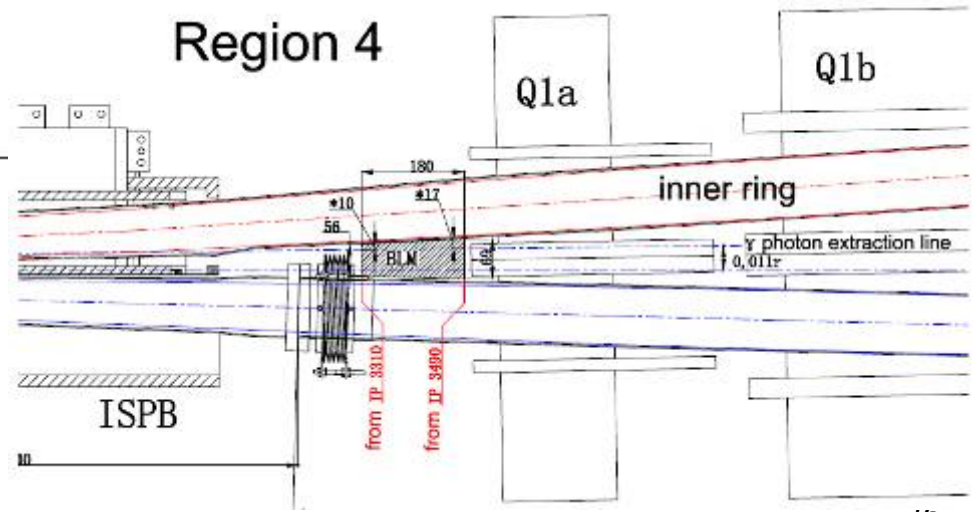 Region 4
Q1a
Q1b
180
inner ring
*10
*17
56
BLM
60
γ photon extraction line
0,011r
ISPB
from IP 3310
from IP 3490